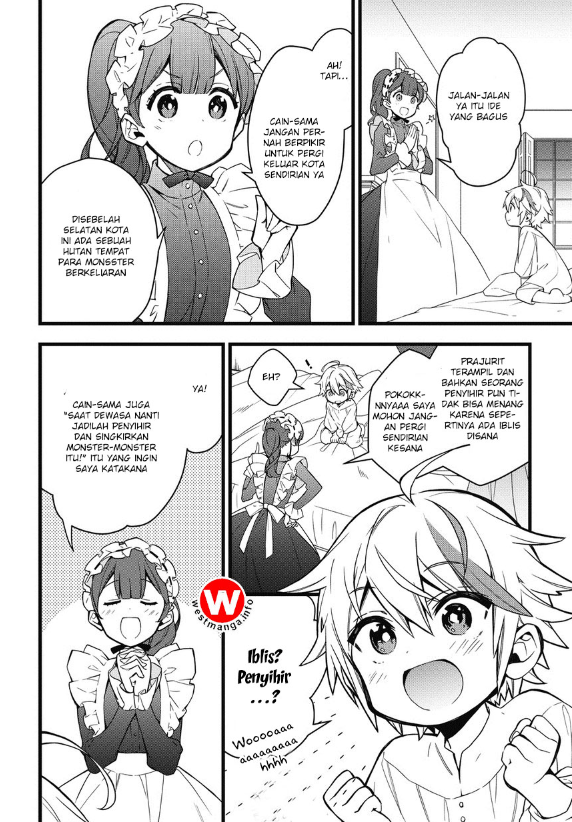 JALAN-JALAN
YA ITU IDE
YANG BAGUS
AH!
TAPI...
CAIN-SAMA
JANGAN PER-
NAH BERPIKIR
UNTUK PERGI
KELUAR KOTA
SENDIRIAN YA
DISEBELAH
SELATAN KOTA
INI ADA SEBUAH
HUTAN TEMPAT
PARA MONSSTER
BERKELIARAN
PRAJURIT
TERAMPIL DAN
BAHKAN SEORANG
PENYIHIR PUN TI-
DAK BISA MENANG
KARENA SEPE-
RTINYA ADA IBLIS
DISANA
POKOKK-
NNYAAA SAYA
MOHON JANG-
AN PERGI
SENDIRIAN
KESANA
!
EH?
Iblis?
Penyihir
...?
Wooooaaa
aaaaaaaaa
hhhh
YA!
CAIN-SAMA JUGA
"SAAT DEWASA NANTI
JADILAH PENYIHIR
DAN SINGKIRKAN
MONSTER-MONSTER
ITU!" ITU YANG INGIN
SAYA KATAKANA
W
westmanga.info